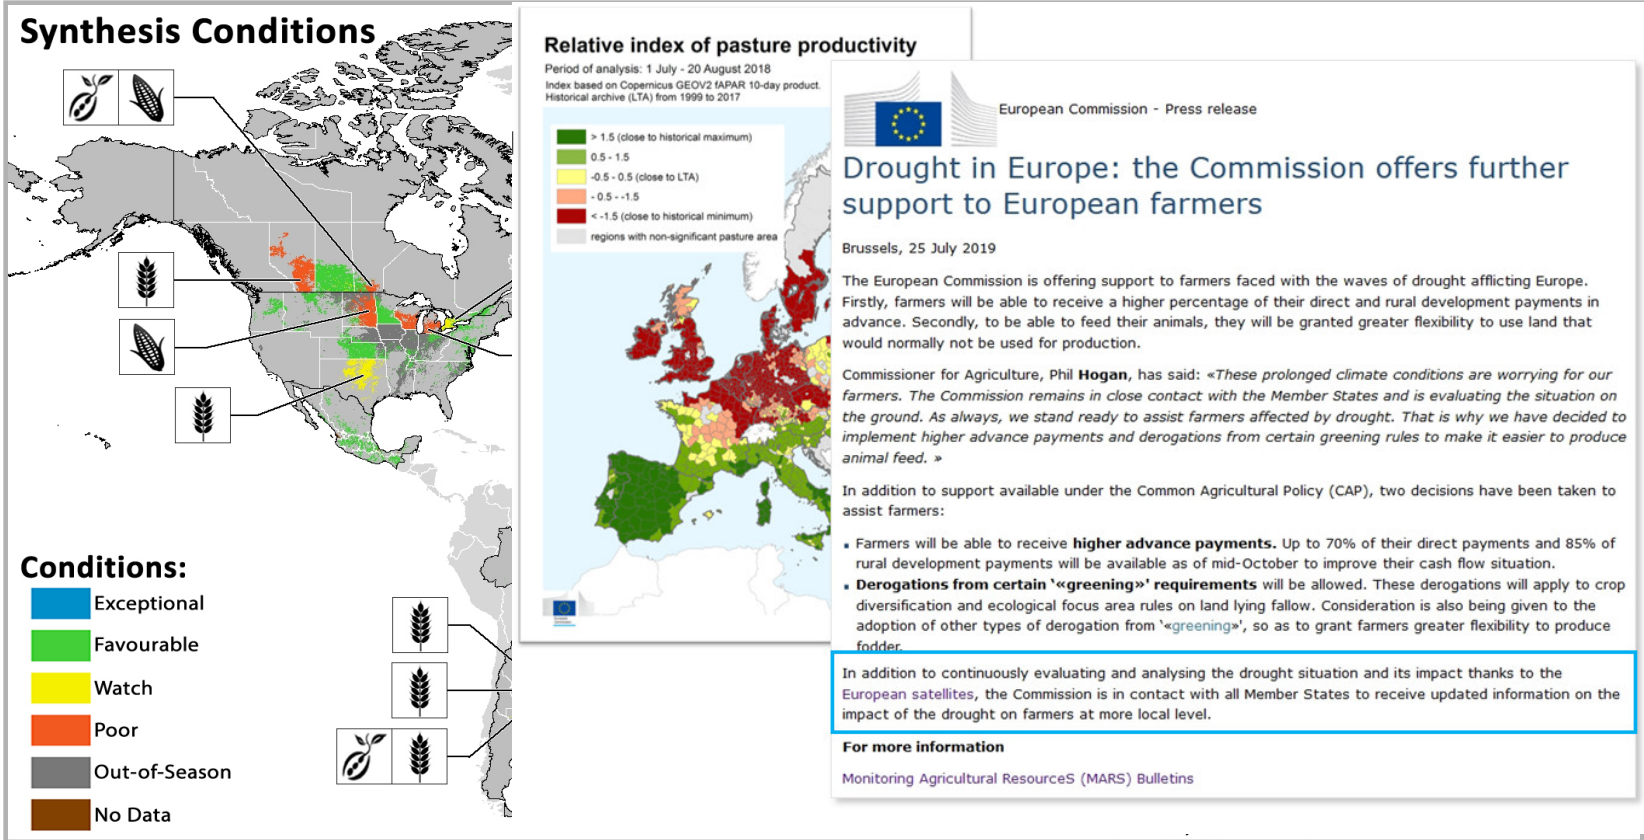 Synthesis Conditions
Conditions:
Exceptional
Favourable
Watch
Poor
Out-of-Season
No Data
Relative index of pasture productivity
Period of analysis: 1 July - 20 August 2018
Index based on Copernicus GEOV2 fAPAR 10-day product.
Historical archive (LTA) from 1999 to 2017
> 1.5 (close to historical maximum)
0.5 - 1.5
-0.5 - 0.5 (close to LTA)
- 0.5 - -1.5
< -1.5 (close to historical minimum)
regions with non-significant pasture area
European Commission - Press release
Drought in Europe: the Commission offers further
support to European farmers
Brussels, 25 July 2019
The European Commission is offering support to farmers faced with the waves of drought afflicting Europe.
Firstly, farmers will be able to receive a higher percentage of their direct and rural development payments in
advance. Secondly, to be able to feed their animals, they will be granted greater flexibility to use land that
would normally not be used for production.
Commissioner for Agriculture, Phil Hogan, has said: «These prolonged climate conditions are worrying for our
farmers. The Commission remains in close contact with the Member States and is evaluating the situation on
the ground. As always, we stand ready to assist farmers affected by drought. That is why we have decided to
implement higher advance payments and derogations from certain greening rules to make it easier to produce
animal feed. »
In addition to support available under the Common Agricultural Policy (CAP), two decisions have been taken to
assist farmers:
▪ Farmers will be able to receive higher advance payments. Up to 70% of their direct payments and 85% of
rural development payments will be available as of mid-October to improve their cash flow situation.
▪ Derogations from certain '«greening»' requirements will be allowed. These derogations will apply to crop
diversification and ecological focus area rules on land lying fallow. Consideration is also being given to the
adoption of other types of derogation from '«greening»', so as to grant farmers greater flexibility to produce
fodder.
In addition to continuously evaluating and analysing the drought situation and its impact thanks to the
European satellites, the Commission is in contact with all Member States to receive updated information on the
impact of the drought on farmers at more local level.
For more information
Monitoring Agricultural ResourceS (MARS) Bulletins